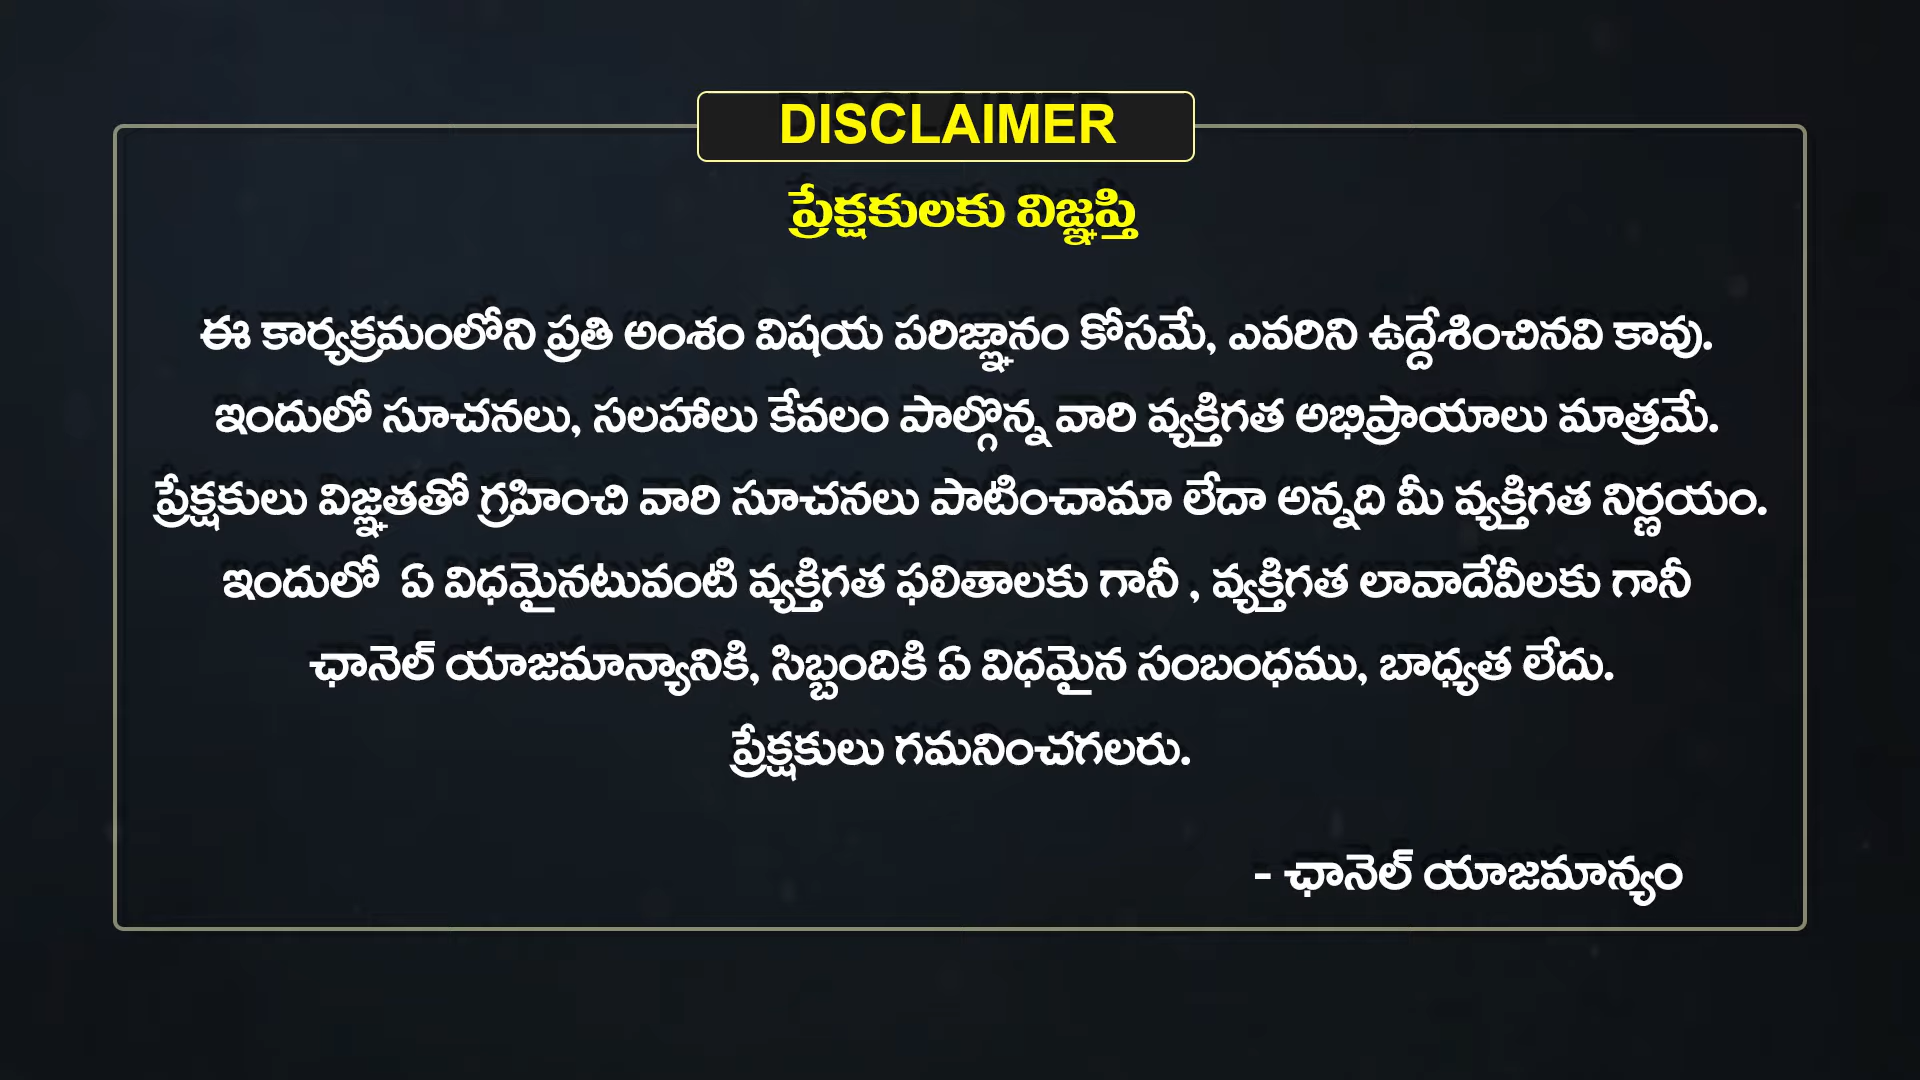 DISCLAIMER
ప్రేక్షకులకు విజ్ఞప్తి
ఈ కార్యక్రమంలోని ప్రతి అంశం విషయ పరిజ్ఞానం కోసమే, ఎవరిని ఉద్దేశించినవి కావు.
ఇందులో సూచనలు, సలహాలు కేవలం పాల్గొన్న వారి వ్యక్తిగత అభిప్రాయాలు మాత్రమే.
ప్రేక్షకులు విజ్ఞతతో గ్రహించి వారి సూచనలు పాటించామా లేదా అన్నది మీ వ్యక్తిగత నిర్ణయం.
ఇందులో ఏ విధమైనటువంటి వ్యక్తిగత ఫలితాలకు గానీ , వ్యక్తిగత లావాదేవీలకు గానీ
ఛానెల్ యాజమాన్యానికి, సిబ్బందికి ఏ విధమైన సంబంధము, బాధ్యత లేదు.
ప్రేక్షకులు గమనించగలరు.
- ఛానెల్ యాజమాన్యం